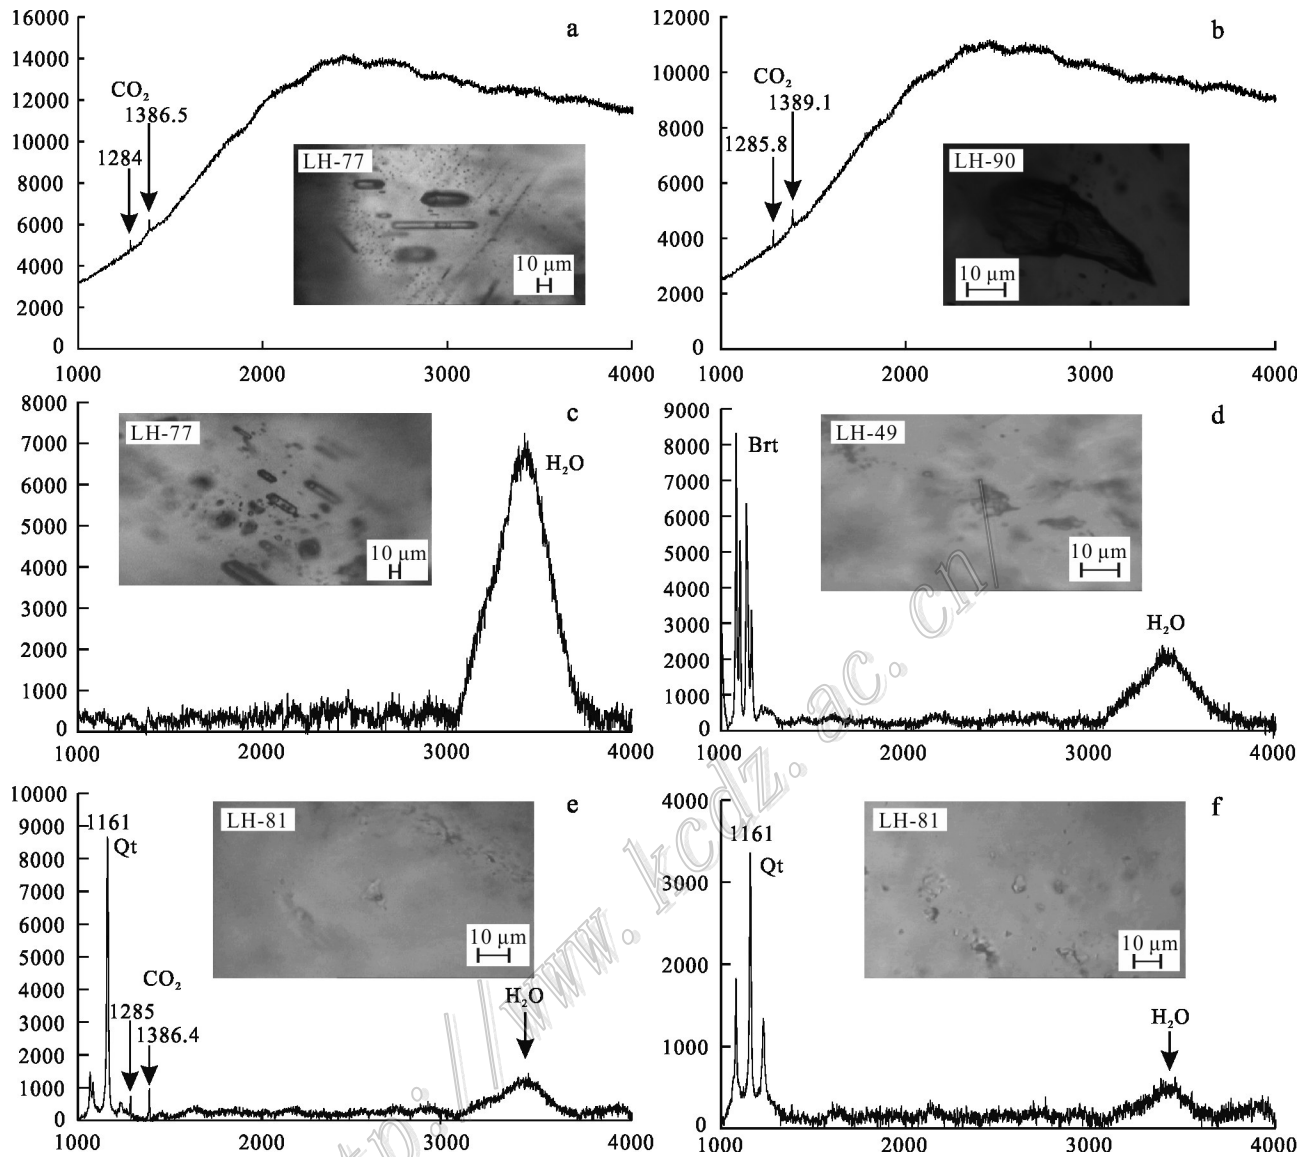 16000
14000
12000
10000
8000
6000
4000
2000
0
1000
2000
3000
4000
a
CO₂
1386.5
1284
LH-77
10 μm
12000
10000
8000
6000
4000
2000
0
1000
2000
3000
4000
b
CO₂
1389.1
1285.8
LH-90
10 μm
8000
7000
6000
5000
4000
3000
2000
1000
0
1000
2000
3000
4000
c
LH-77
10 μm
H₂O
9000
8000
7000
6000
5000
4000
3000
2000
1000
0
1000
2000
3000
4000
d
Brt
LH-49
10 μm
H₂O
10000
9000
8000
7000
6000
5000
4000
3000
2000
1000
0
1000
2000
3000
4000
e
1161
Qt
LH-81
10 μm
CO₂
1285
1386.4
H₂O
4000
3000
2000
1000
0
1000
2000
3000
4000
f
1161
Qt
LH-81
10 μm
H₂O
tp://www.kcdz.ac.cn/